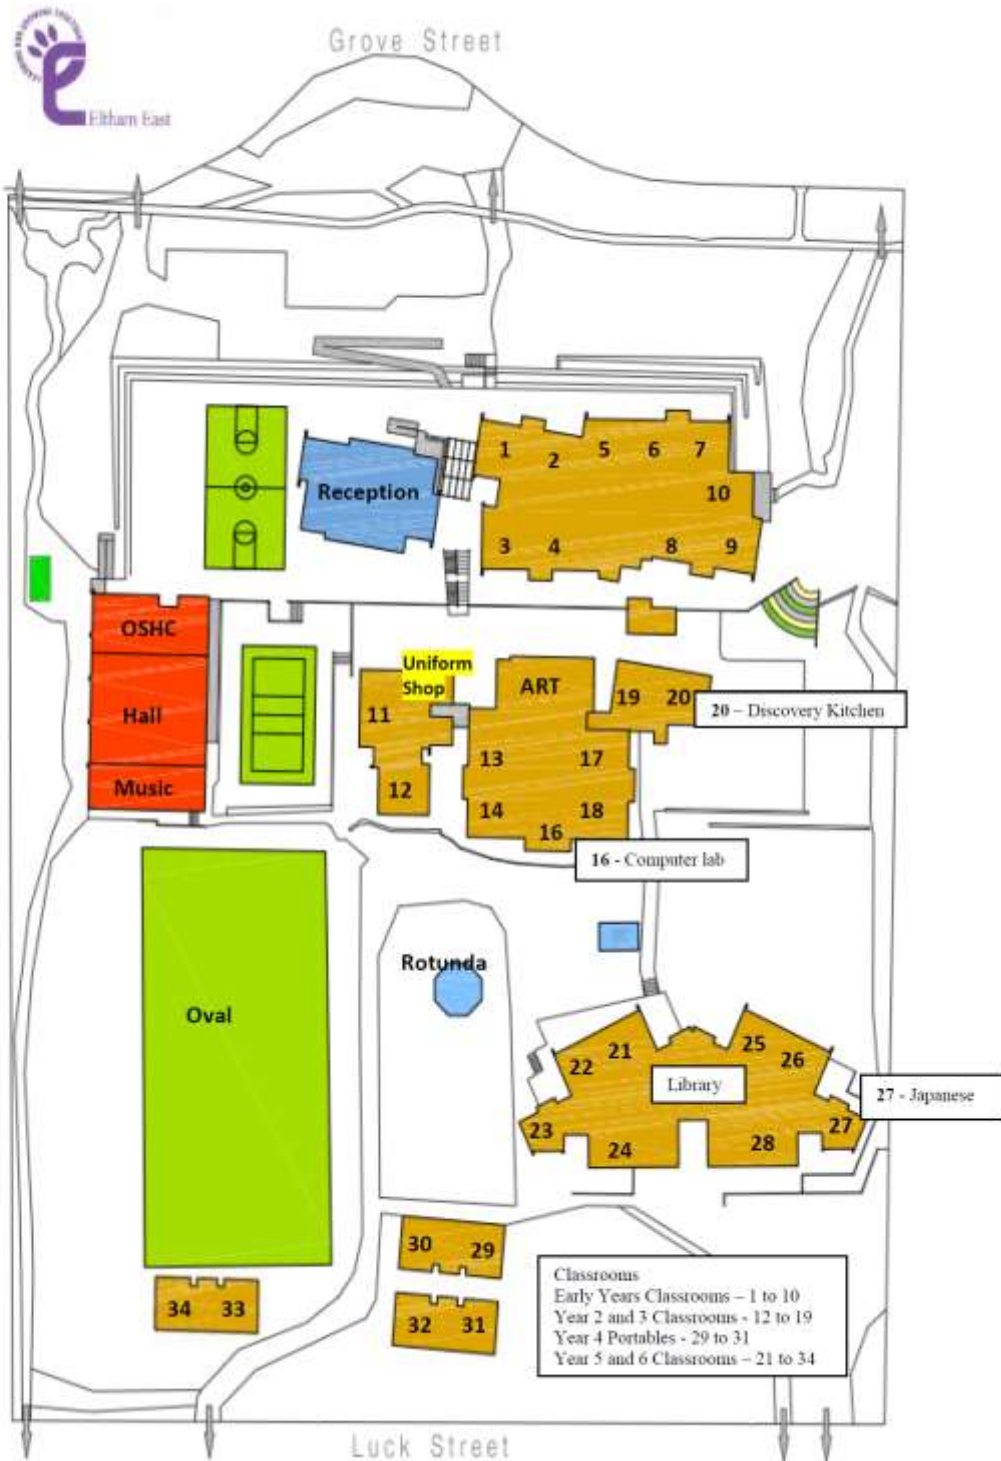 Grove Street
LEARNING AND GROWING TOGETHER
Eltham East
1
2
5
6
7
Reception
10
3
4
8
9
OSHC
Uniform
Shop
ART
19
20
20 – Discovery Kitchen
Hall
11
13
17
Music
12
14
16
18
16 - Computer lab
Rotunda
Oval
21
22
25
26
Library
27 - Japanese
23
24
28
27
30
29
34
33
32
31
Classrooms
Early Years Classrooms – 1 to 10
Year 2 and 3 Classrooms - 12 to 19
Year 4 Portables - 29 to 31
Year 5 and 6 Classrooms – 21 to 34
Luck Street